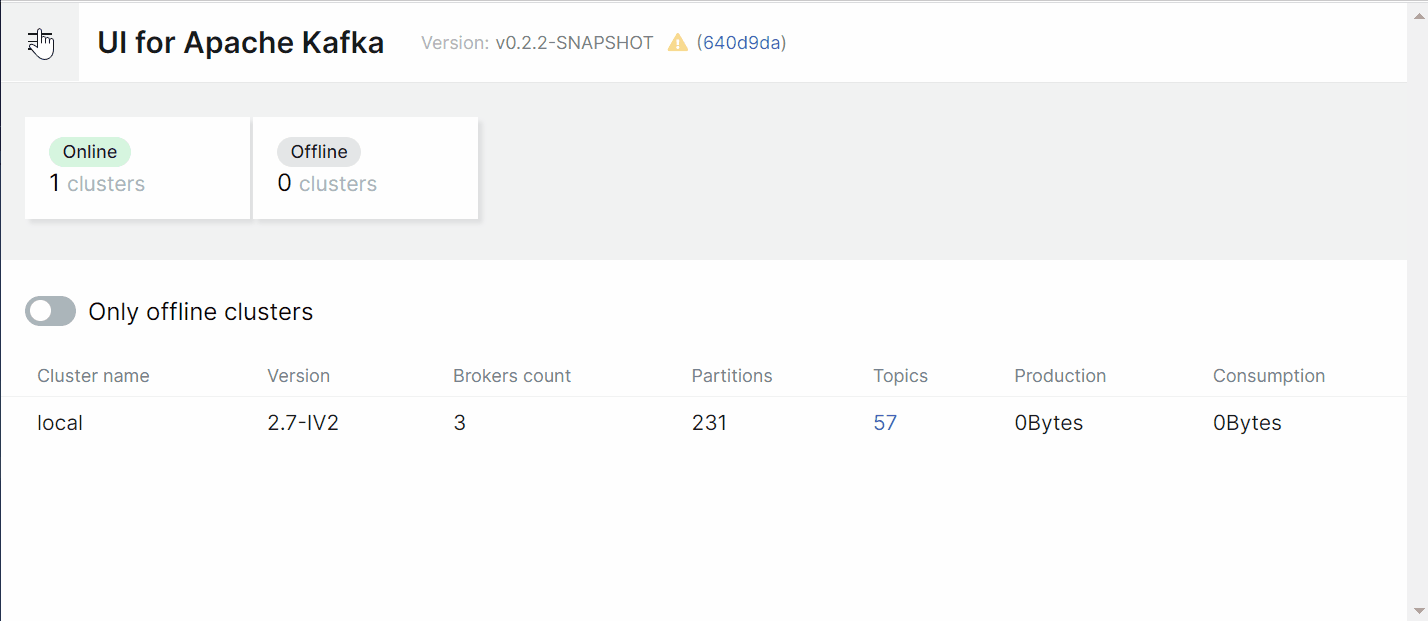 UI for Apache Kafka Version: v0.2.2-SNAPSHOT (640d9da)
Online Offline
1 clusters 0 clusters
Only offline clusters
Cluster name Version Brokers count Partitions Topics Production Consumption
local 2.7-IV2 3 231 57 0Bytes 0Bytes